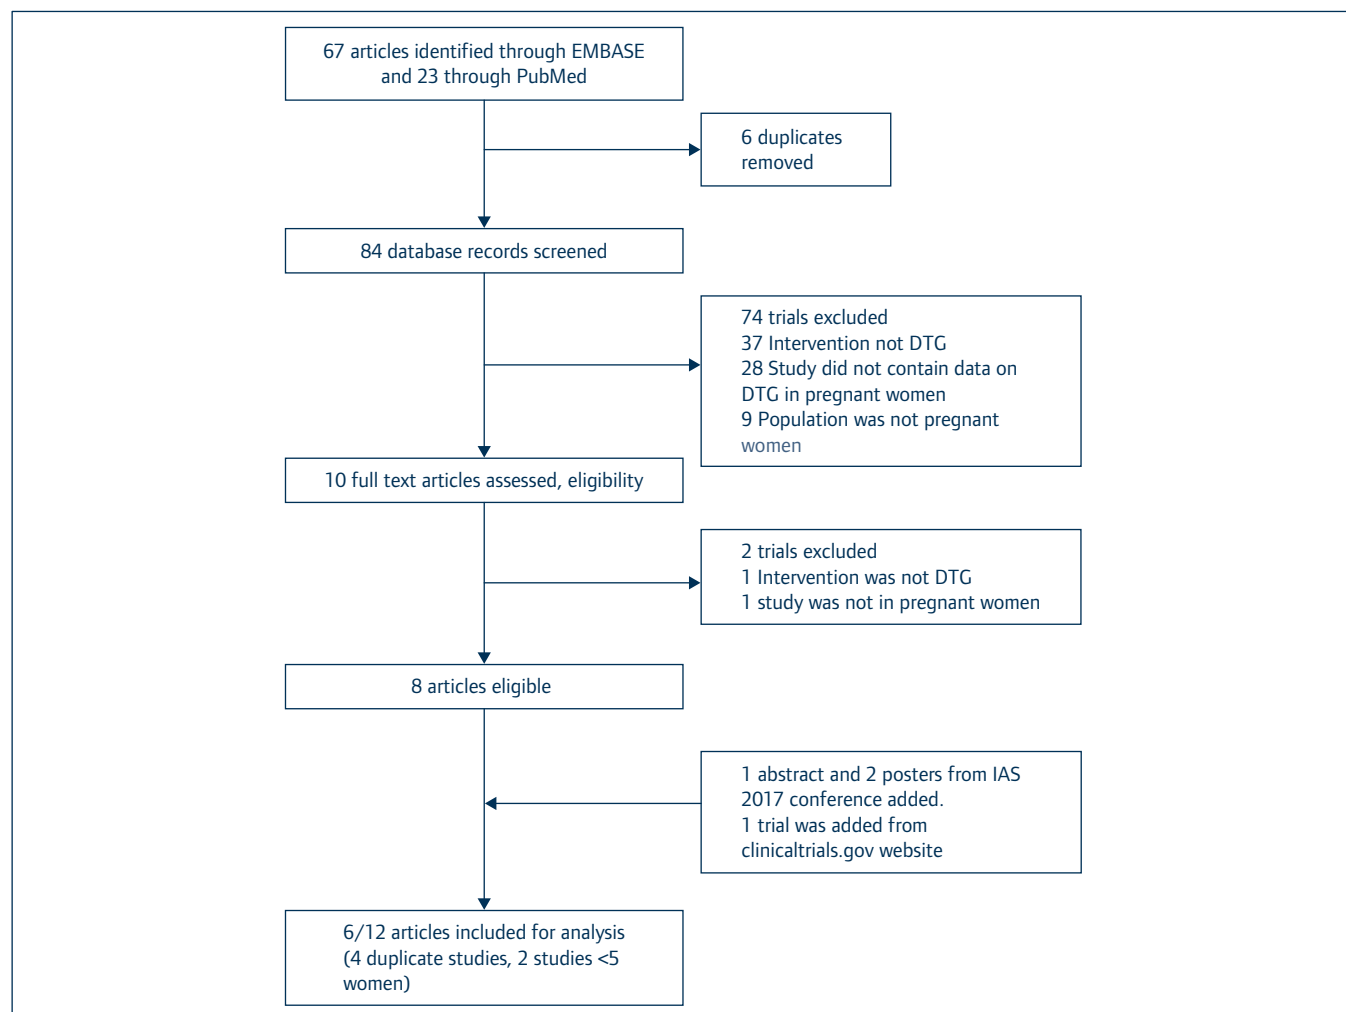 67 articles identified through EMBASE
and 23 through PubMed
6 duplicates
removed
84 database records screened
74 trials excluded
37 Intervention not DTG
28 Study did not contain data on
DTG in pregnant women
9 Population was not pregnant
women
10 full text articles assessed, eligibility
2 trials excluded
1 Intervention was not DTG
1 study was not in pregnant women
8 articles eligible
1 abstract and 2 posters from IAS
2017 conference added.
1 trial was added from
clinicaltrials.gov website
6/12 articles included for analysis
(4 duplicate studies, 2 studies <5
women)